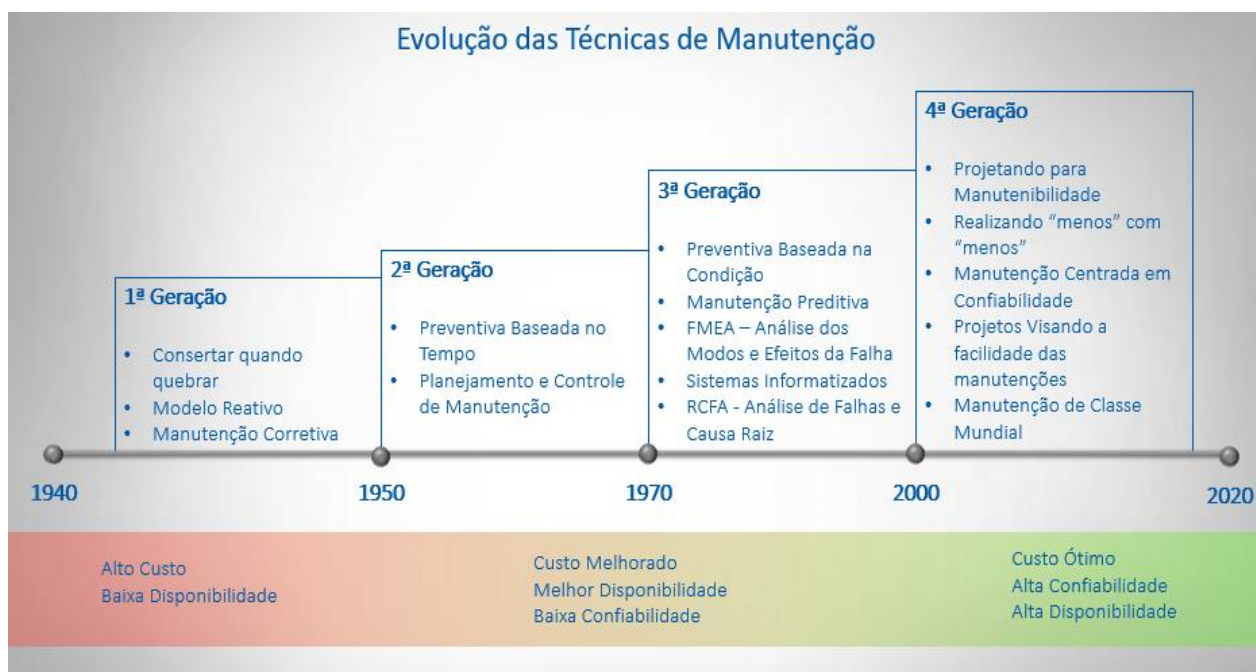 Evolução das Técnicas de Manutenção
1ª Geração
• Consertar quando
quebrar
• Modelo Reativo
• Manutenção Corretiva
2ª Geração
• Preventiva Baseada no
Tempo
• Planejamento e Controle
de Manutenção
3ª Geração
• Preventiva Baseada na
Condição
• Manutenção Preditiva
• FMEA – Análise dos
Modos e Efeitos da Falha
• Sistemas Informatizados
• RCFA - Análise de Falhas e
Causa Raiz
4ª Geração
• Projetando para
Manutenibilidade
• Realizando “menos” com
“menos”
• Manutenção Centrada em
Confiabilidade
• Projetos Visando a
facilidade das
manutenções
• Manutenção de Classe
Mundial
1940
1950
1970
2000
2020
Alto Custo
Baixa Disponibilidade
Custo Melhorado
Melhor Disponibilidade
Baixa Confiabilidade
Custo Ótimo
Alta Confiabilidade
Alta Disponibilidade